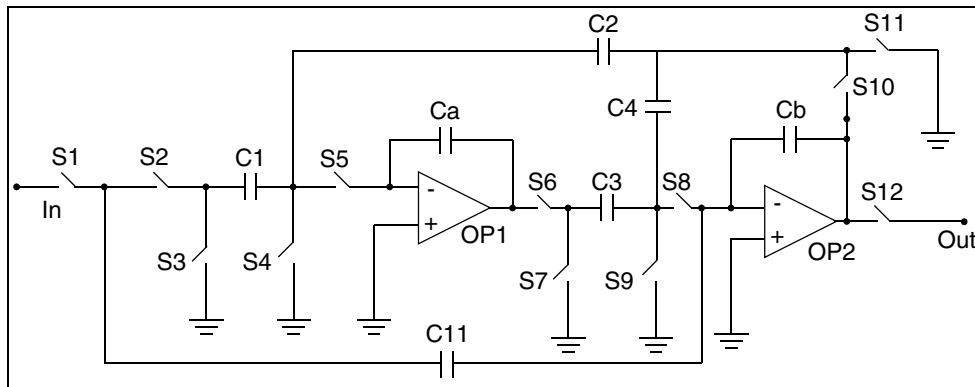 C2
S11
S10
C4
Ca
Cb
S1
S2
C1
S5
S6
C3
S8
S12
In
-
+
OP1
-
+
OP2
Out
S3
S4
S7
S9
C11